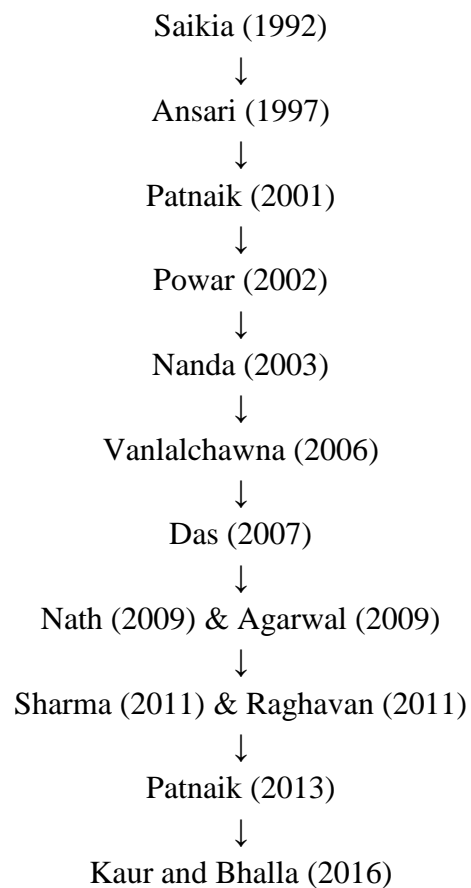 Saikia (1992)
↓
Ansari (1997)
↓
Patnaik (2001)
↓
Powar (2002)
↓
Nanda (2003)
↓
Vanlalchawna (2006)
↓
Das (2007)
↓
Nath (2009) & Agarwal (2009)
↓
Sharma (2011) & Raghavan (2011)
↓
Patnaik (2013)
↓
Kaur and Bhalla (2016)